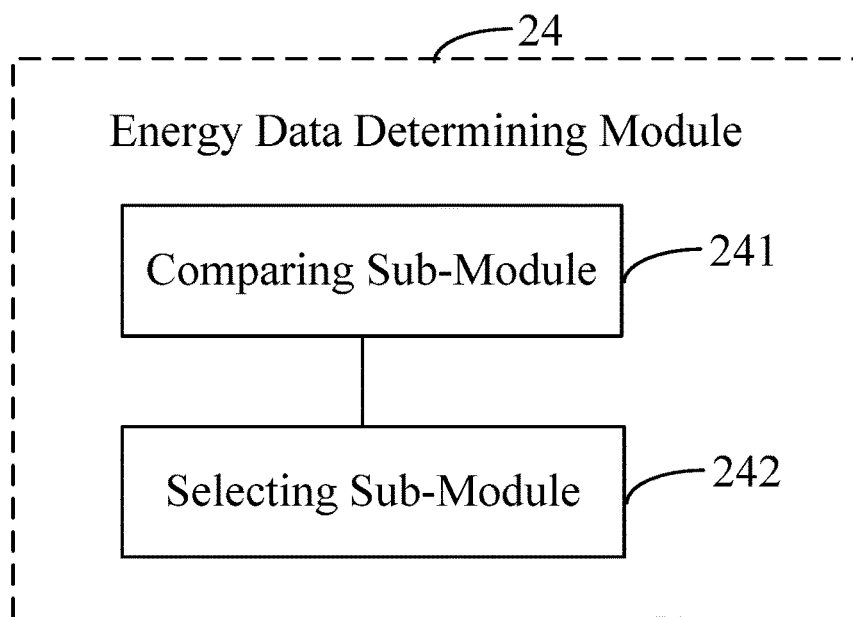 24
Energy Data Determining Module
Comparing Sub-Module
241
Selecting Sub-Module
242